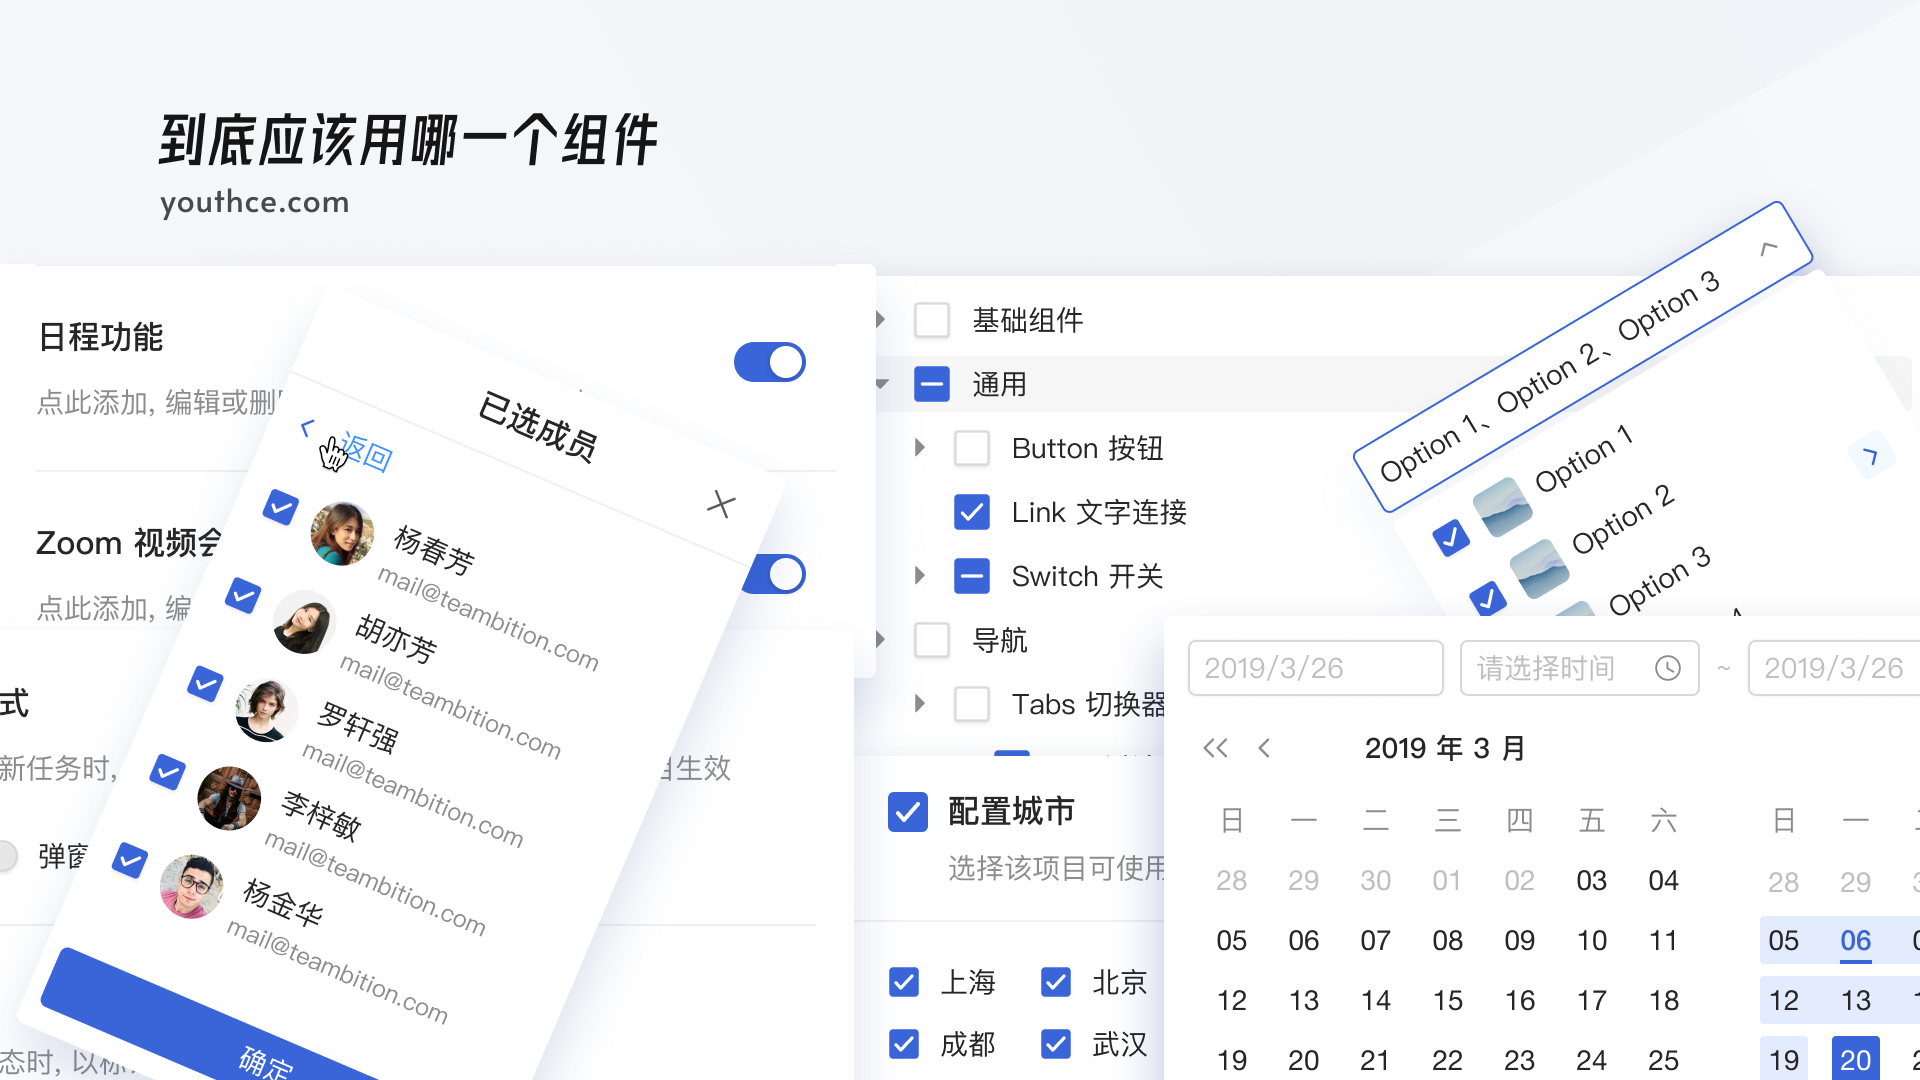 到底应该用哪一个组件
youthce.com
日程功能
点此添加, 编辑或删
Zoom 视频会
点此添加, 编
式
新任务时,
生效
弹窗
态时, 以标
已选成员
返回
杨春芳
mail@teambition.com
胡亦芳
mail@teambition.com
罗轩强
mail@teambition.com
李梓敏
mail@teambition.com
杨金华
mail@teambition.com
确定
基础组件
通用
Button 按钮
Link 文字连接
Switch 开关
导航
Tabs 切换器
Option 1、Option 2、Option 3
Option 1
Option 2
Option 3
配置城市
选择该项目可使用
上海 北京
成都 武汉
2019/3/26 请选择时间 ~ 2019/3/26
2019 年 3 月
日 一 二 三 四 五 六 日 一
28 29 30 01 02 03 04 28 29
05 06 07 08 09 10 11 05 06
12 13 14 15 16 17 18 12 13
19 20 21 22 23 24 25 19 20